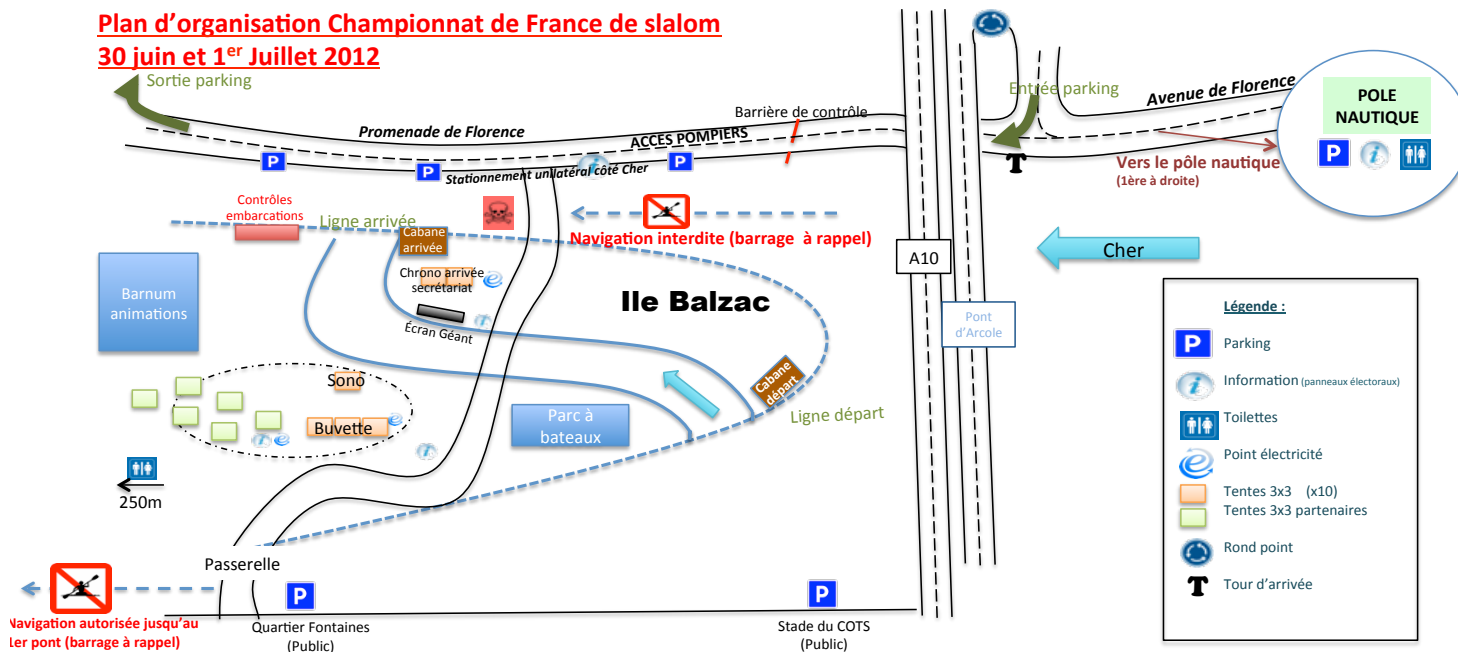 Plan d'organisation Championnat de France de slalom
30 juin et 1er Juillet 2012
Sortie parking
Promenade de Florence
ACCES POMPIERS
Barrière de contrôle
Entrée parking
Avenue de Florence
POLE
NAUTIQUE
P
Vers le pôle nautique
(1ère à droite)
P
P
P
Stationnement unilatéral côté Cher
T
Contrôles
embarcations
Ligne arrivée
Cabane
arrivée
Navigation interdite (barrage à rappel)
Chrono arrivée
secrétariat
Écran Géant
Ile Balzac
A10
Cher
Pont
d'Arcole
Barnum
animations
Sono
Buvette
Parc à
bateaux
Cabane
départ
Ligne départ
250m
Passerelle
Navigation autorisée jusqu'au
1er pont (barrage à rappel)
P
Quartier Fontaines
(Public)
P
Stade du COTS
(Public)
Légende :
P
Parking
Information (panneaux électoraux)
Toilettes
Point électricité
Tentes 3x3 (x10)
Tentes 3x3 partenaires
Rond point
T
Tour d'arrivée